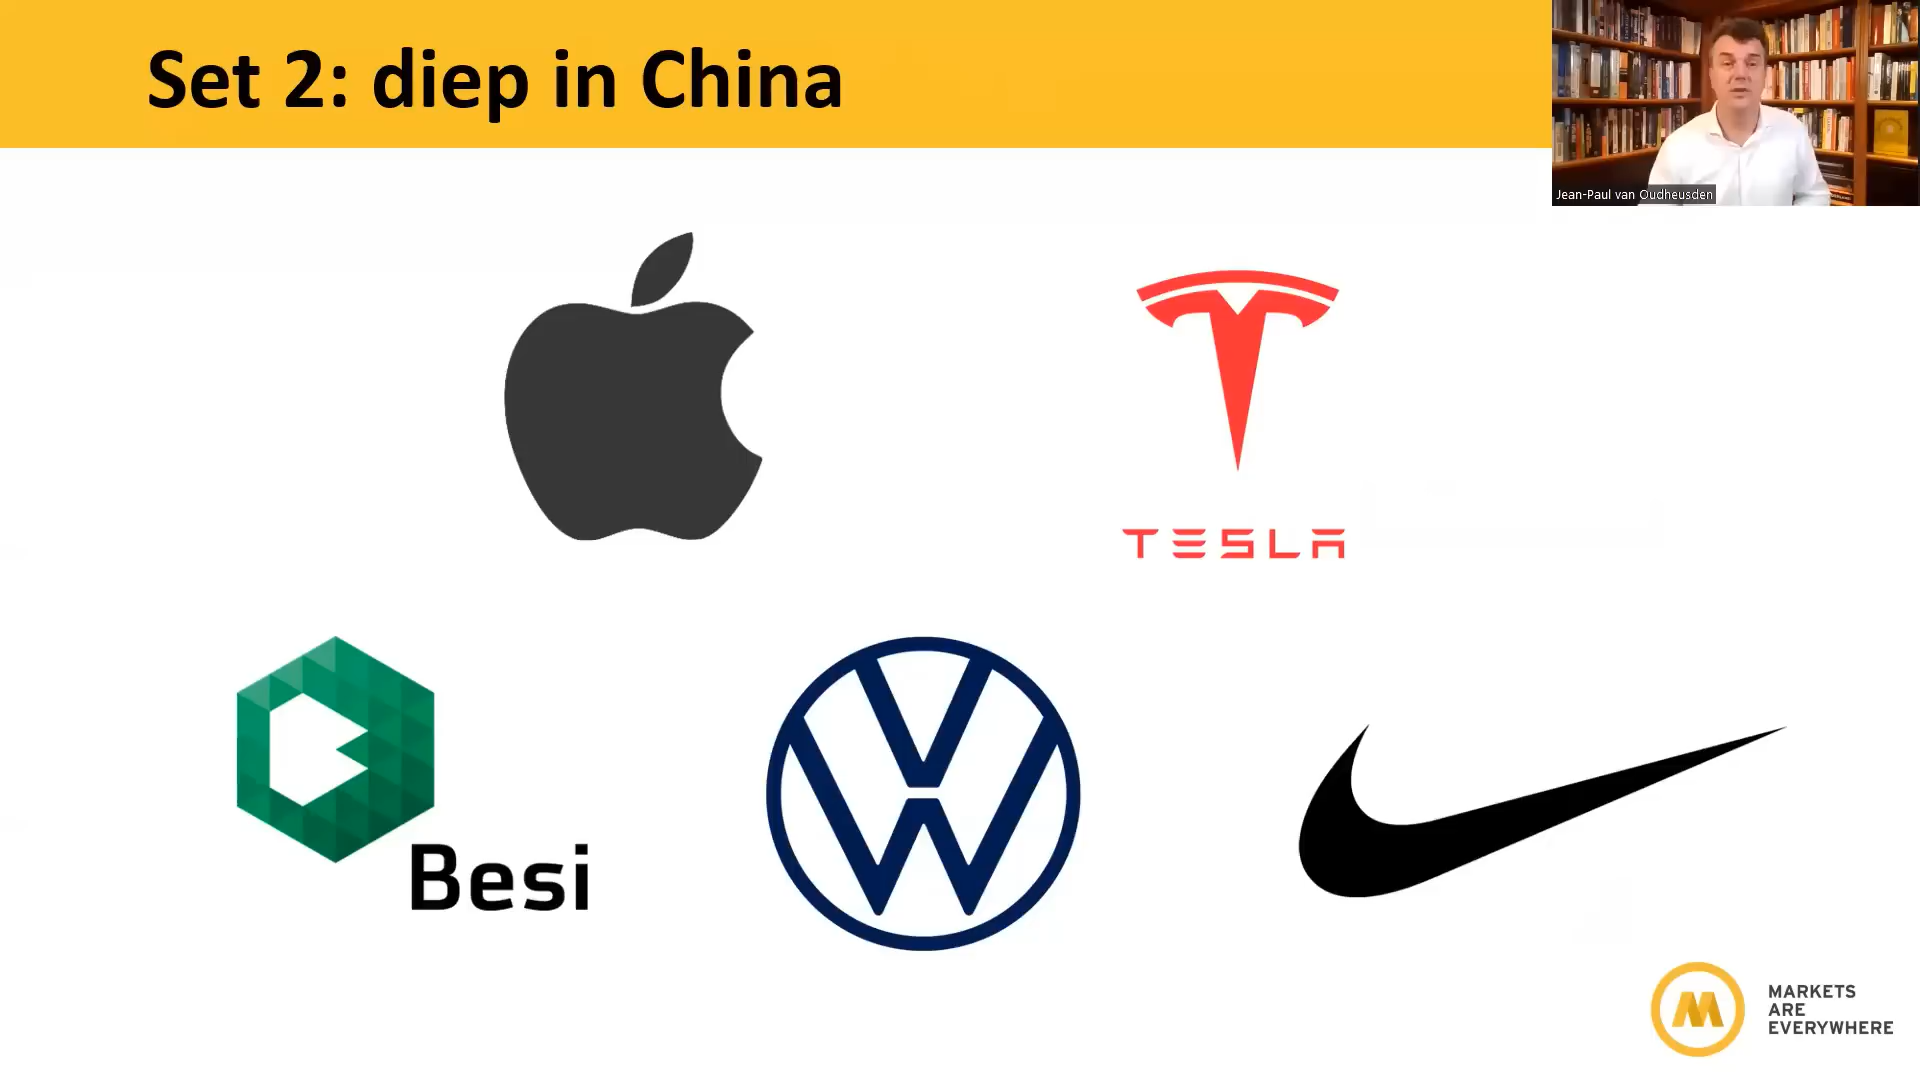 Set 2: diep in China
Jean-Paul van Oudheusden
TESLA
Besi
MARKETS
ARE
EVERYWHERE